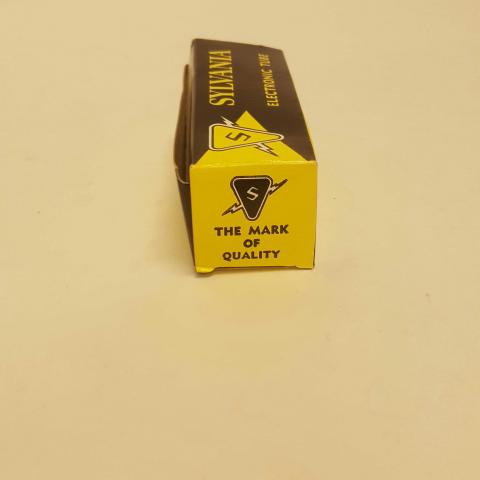 SYLVANIA
ELECTRONIC TUBE
S
S
THE MARK
OF
QUALITY